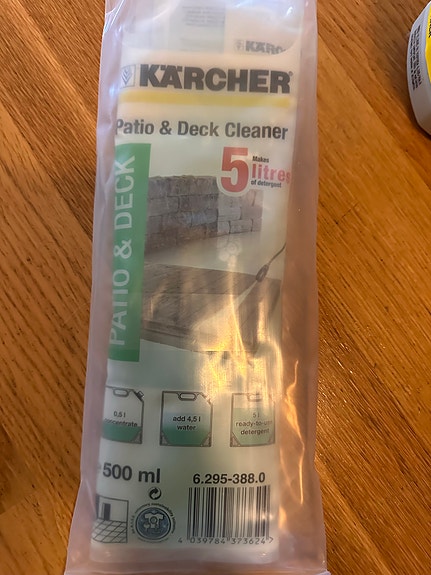 KÄRCHER
KÄRCHER
Patio & Deck Cleaner
5 Makes
litres
of detergent
PATIO & DECK
0,5 l
add 4,5 l
water
5 l
ready-to-use
detergent
500 ml
6.295-388.0
4 039784 373624